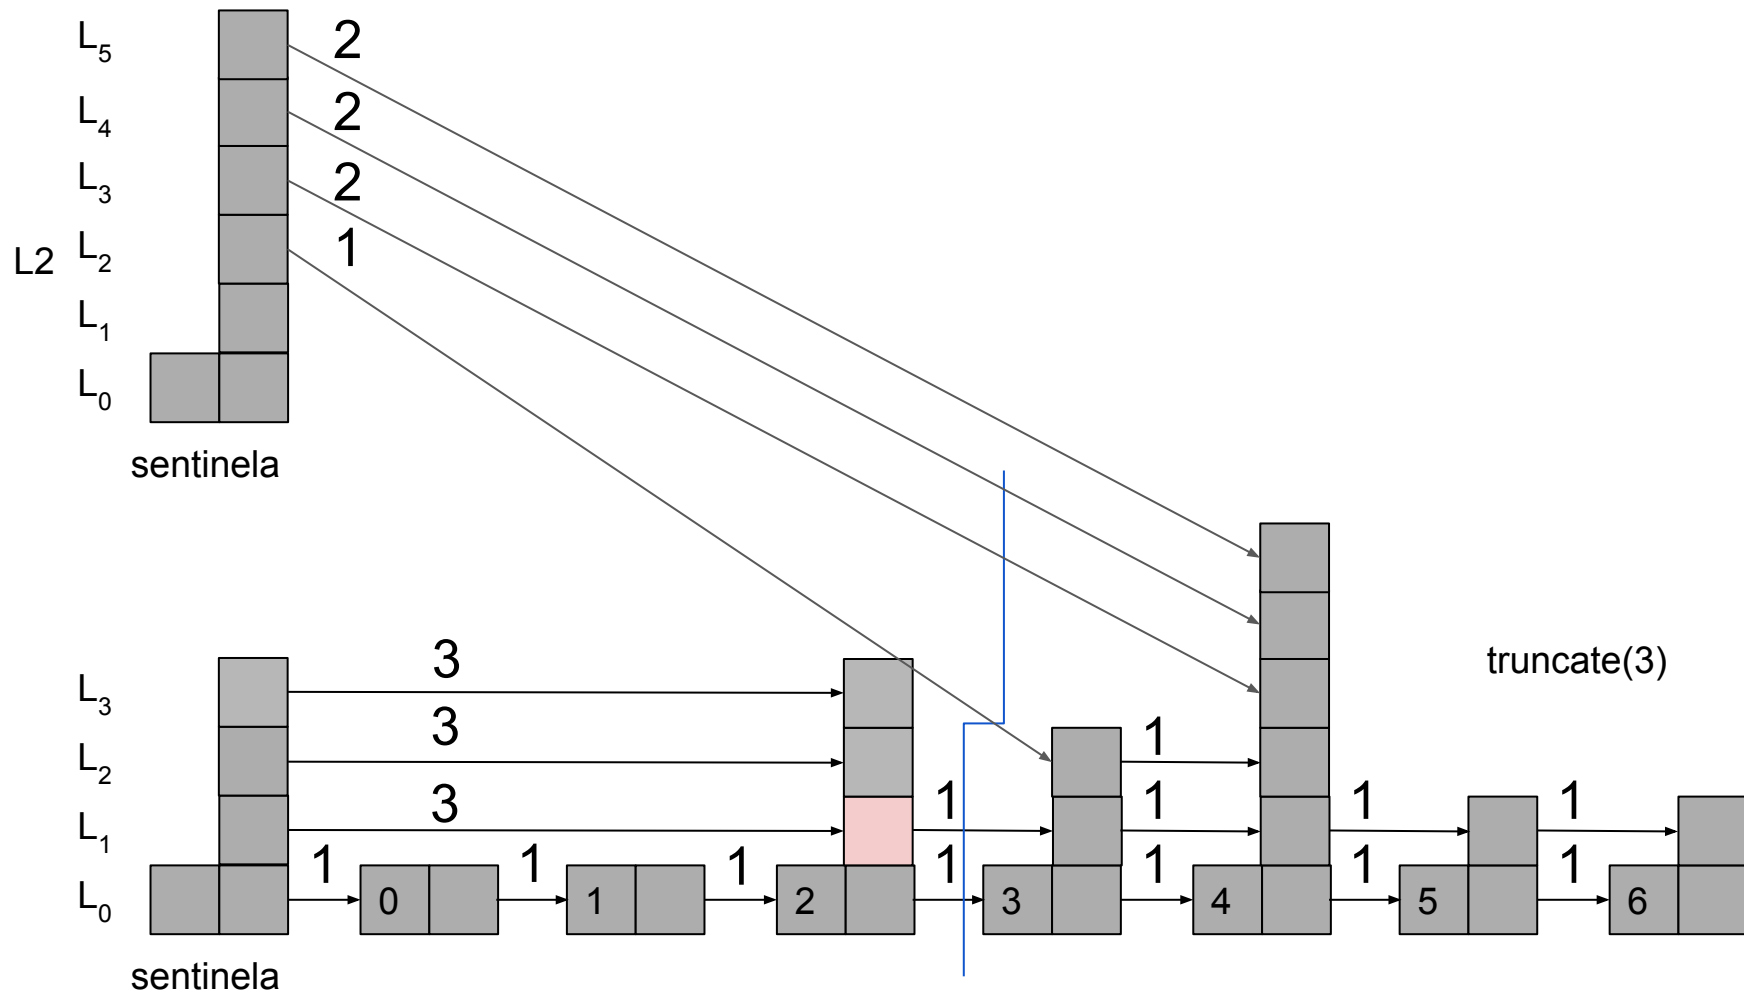 L5 2
L4 2
L3 2
L2 L2 1
L1
L0
sentinela
L3 3 truncate(3)
L2 3 1
L1 3 1 1 1 1
L0 1 1 1 1 1 1 1
0 1 2 3 4 5 6
sentinela